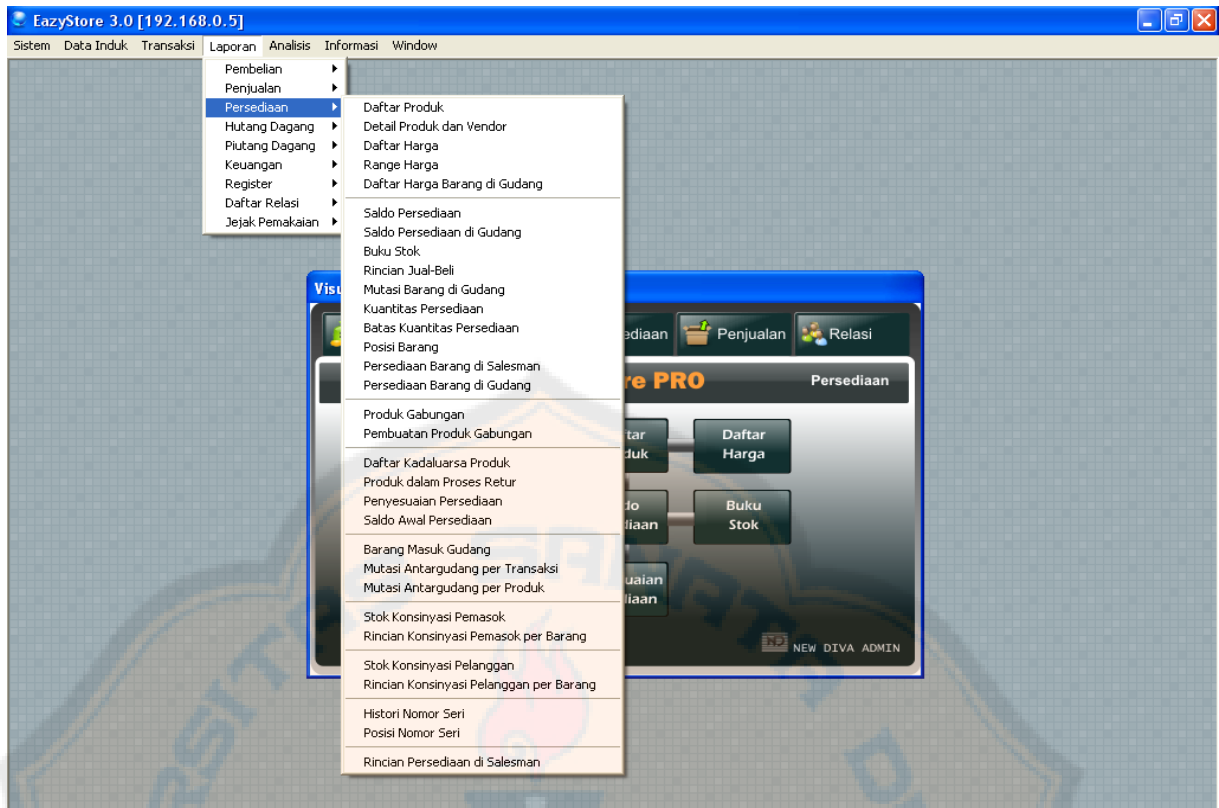 EazyStore 3.0 [192.168.0.5]
Sistem Data Induk Transaksi Laporan Analisis Informasi Window
Pembelian
Penjualan
Persediaan
Hutang Dagang
Piutang Dagang
Keuangan
Register
Daftar Relasi
Jejak Pemakaian
Daftar Produk
Detail Produk dan Vendor
Daftar Harga
Range Harga
Daftar Harga Barang di Gudang
Saldo Persediaan
Saldo Persediaan di Gudang
Buku Stok
Rincian Jual-Beli
Mutasi Barang di Gudang
Kuantitas Persediaan
Batas Kuantitas Persediaan
Posisi Barang
Persediaan Barang di Salesman
Persediaan Barang di Gudang
Produk Gabungan
Pembuatan Produk Gabungan
Daftar Kadaluarsa Produk
Produk dalam Proses Retur
Penyesuaian Persediaan
Saldo Awal Persediaan
Barang Masuk Gudang
Mutasi Antargudang per Transaksi
Mutasi Antargudang per Produk
Stok Konsinyasi Pemasok
Rincian Konsinyasi Pemasok per Barang
Stok Konsinyasi Pelanggan
Rincian Konsinyasi Pelanggan per Barang
Histori Nomor Seri
Posisi Nomor Seri
Rincian Persediaan di Salesman
Penjualan
Relasi
PRO
Persediaan
Daftar
Harga
Buku
Stok
NEW DIVA ADMIN
SANATA